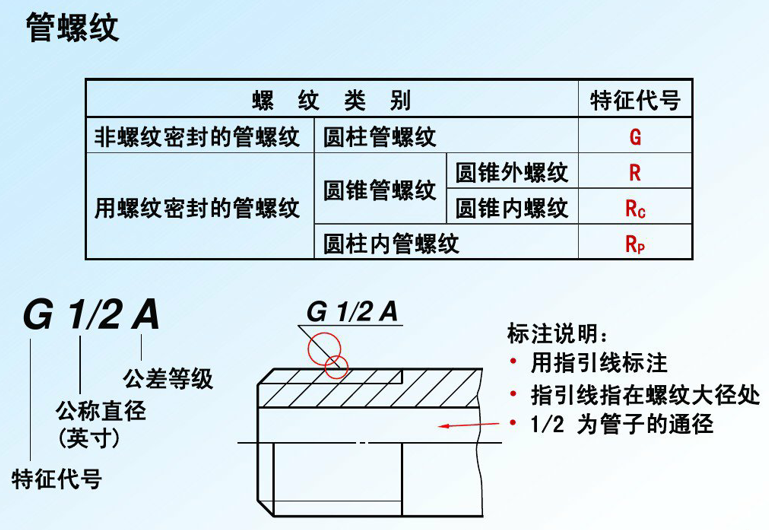 管螺纹
螺 纹 类 别 特征代号
非螺纹密封的管螺纹 圆柱管螺纹 G
用螺纹密封的管螺纹 圆锥管螺纹 圆锥外螺纹 R
圆锥内螺纹 RC
圆柱内管螺纹 RP
G 1/2 A
公差等级
公称直径
(英寸)
特征代号
G 1/2 A
标注说明:
• 用指引线标注
• 指引线指在螺纹大径处
• 1/2 为管子的通径